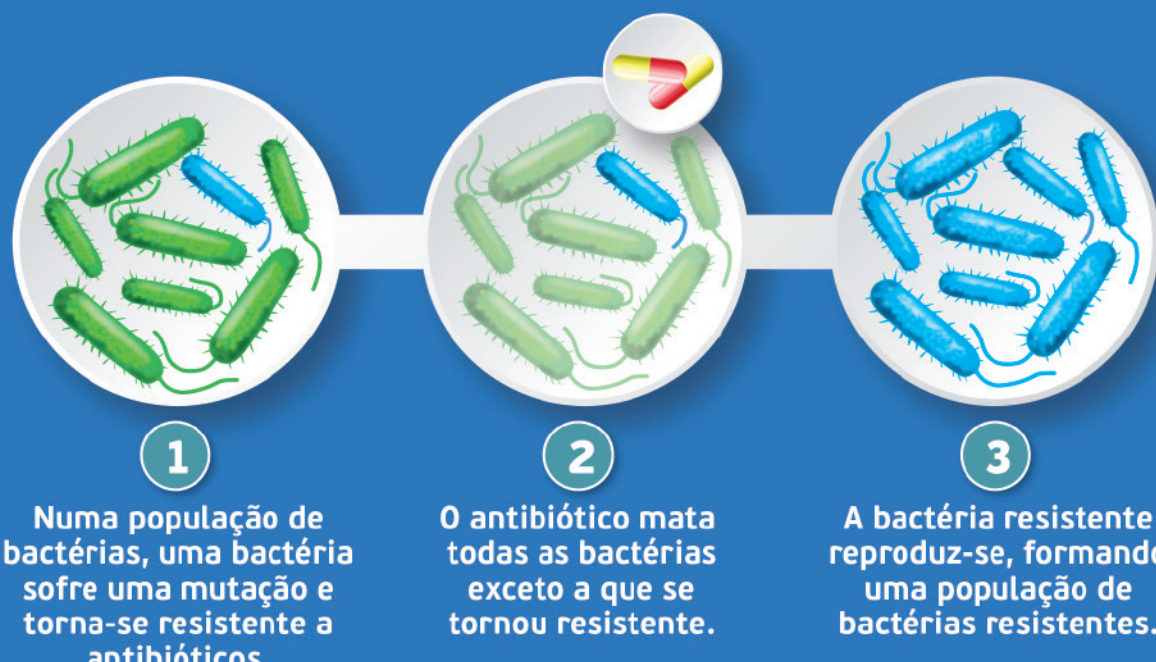 1
Numa população de
bactérias, uma bactéria
sofre uma mutação e
torna-se resistente a
antibióticos
2
O antibiótico mata
todas as bactérias
exceto a que se
tornou resistente.
3
A bactéria resistente
reproduz-se, formando
uma população de
bactérias resistentes.